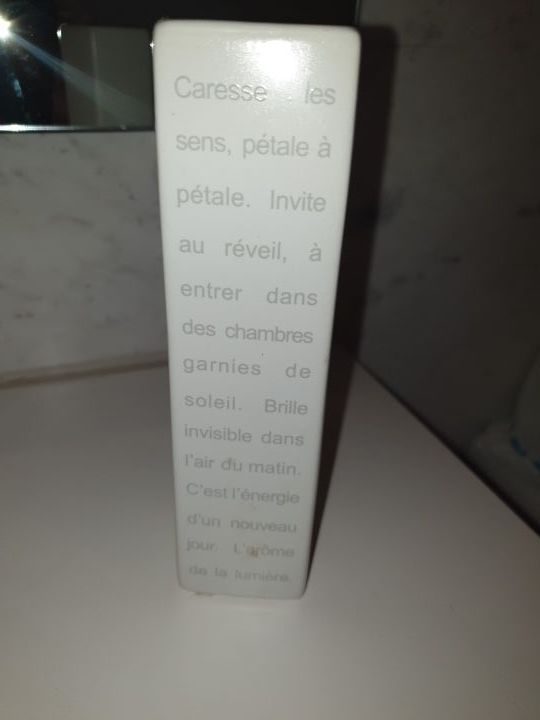 Caresse les
sens, pétale à
pétale. Invite
au réveil, à
entrer dans
des chambres
garnies de
soleil. Brille
invisible dans
l'air du matin.
C'est l'énergie
d'un nouveau
jour. L'arôme
de la lumière.